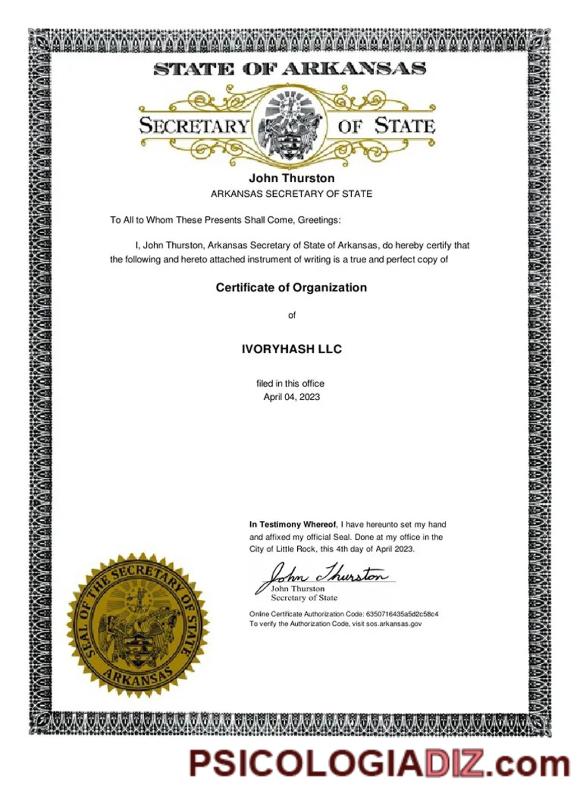 STATE OF ARKANSAS
SECRETARY OF STATE
John Thurston
ARKANSAS SECRETARY OF STATE
To All to Whom These Presents Shall Come, Greetings:
I, John Thurston, Arkansas Secretary of State of Arkansas, do hereby certify that
the following and hereto attached instrument of writing is a true and perfect copy of
Certificate of Organization
of
IVORYHASH LLC
filed in this office
April 04, 2023
In Testimony Whereof, I have hereunto set my hand
and affixed my official Seal. Done at my office in the
City of Little Rock, this 4th day of April 2023.
John Thurston
John Thurston
Secretary of State
Online Certificate Authorization Code: 6350716435a5d2c58c4
To verify the Authorization Code, visit sos.arkansas.gov
SEAL OF THE SECRETARY OF STATE
ARKANSAS
PSICOLOGIADIZ.com